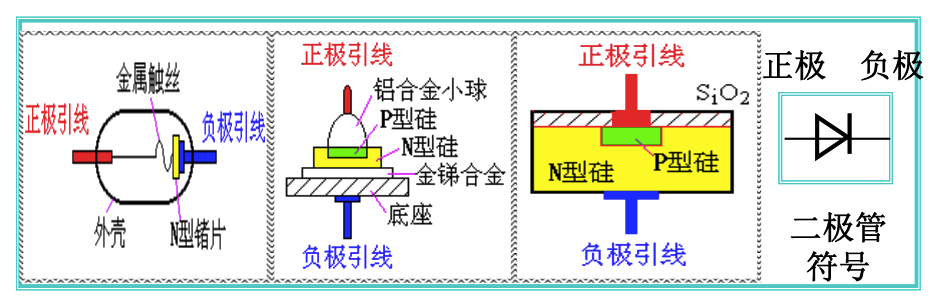 金属触丝
正极引线
负极引线
外壳
N型锗片
正极引线
铝合金小球
P型硅
N型硅
金锑合金
底座
负极引线
正极引线
SiO2
P型硅
N型硅
负极引线
正极 负极
二极管
符号